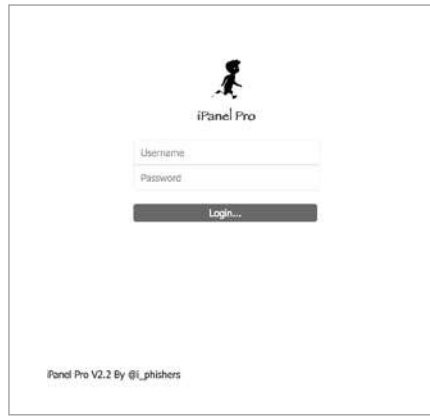 iPanel Pro
Username
Password
Login...
iPanel Pro V2.2 By @i_phishers